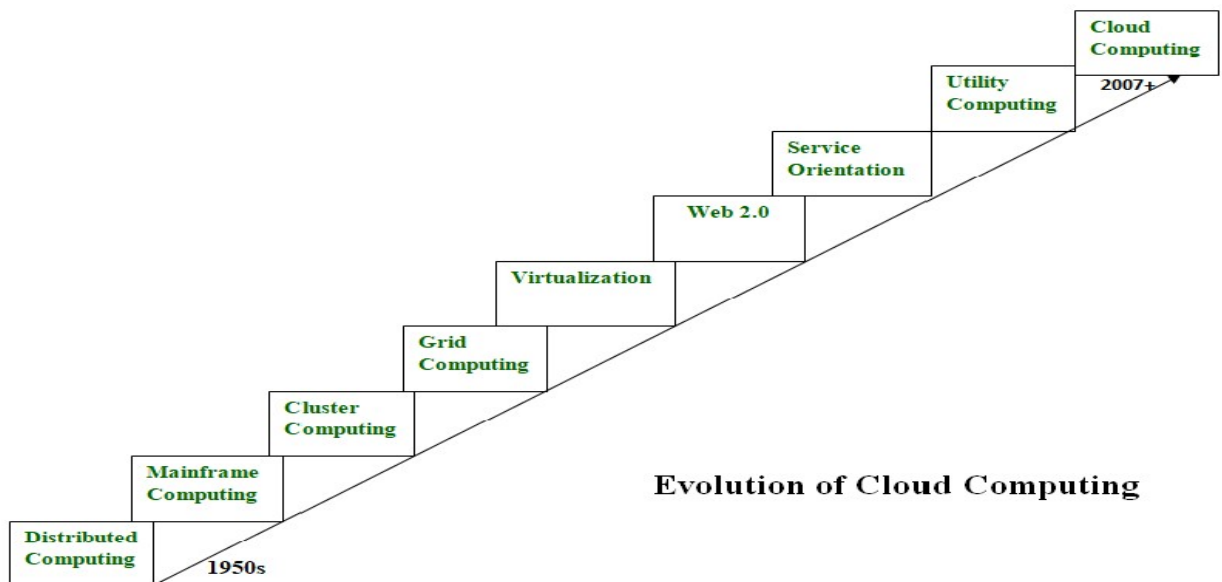 Cloud
Computing
2007+
Utility
Computing
Service
Orientation
Web 2.0
Virtualization
Grid
Computing
Cluster
Computing
Mainframe
Computing
Evolution of Cloud Computing
Distributed
Computing
1950s